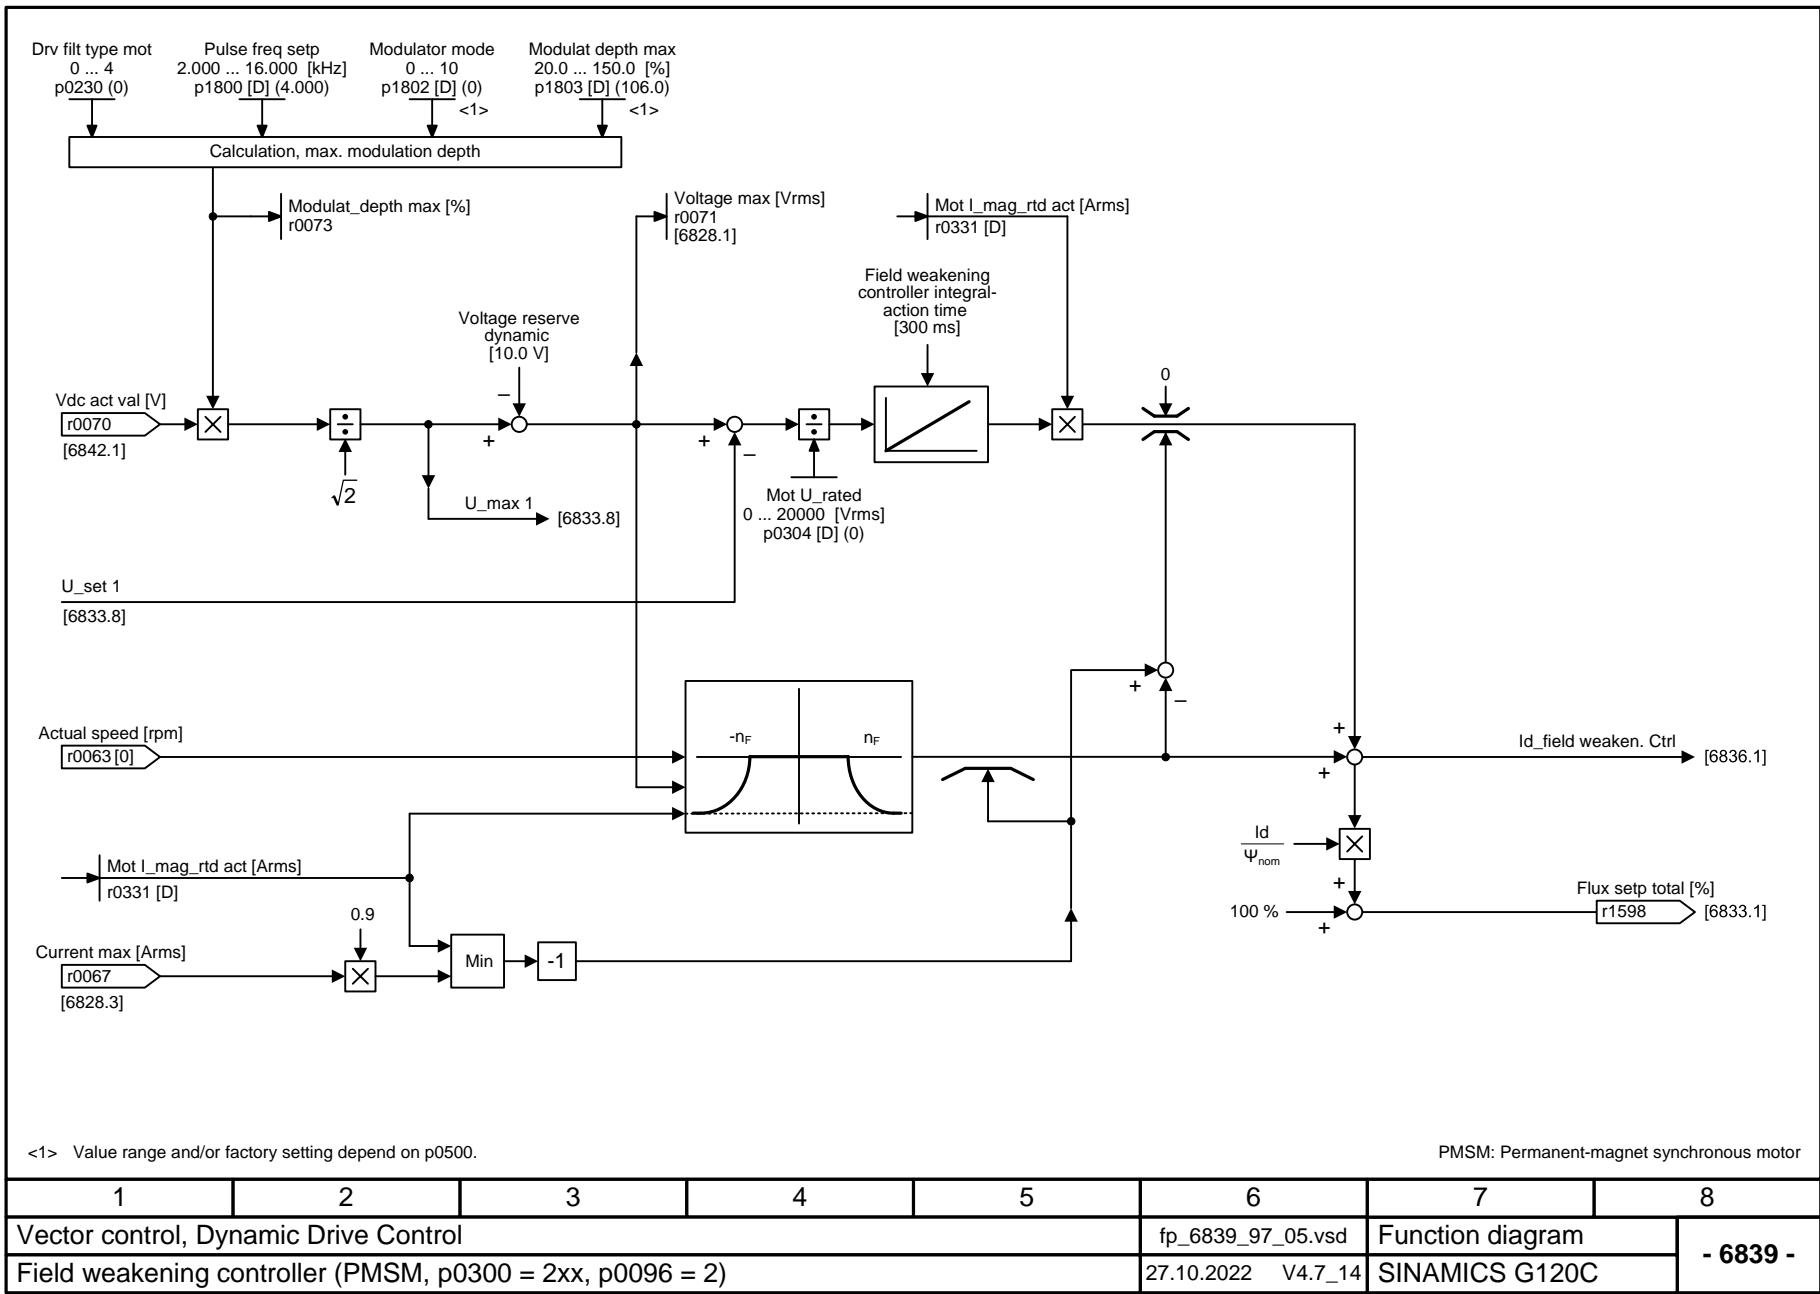 Drv filt type mot
0 ... 4
p0230 (0)
Pulse freq setp
2.000 ... 16.000 [kHz]
p1800 [D] (4.000)
Modulator mode
0 ... 10
p1802 [D] (0)
<1>
Modulat depth max
20.0 ... 150.0 [%]
p1803 [D] (106.0)
<1>
Calculation, max. modulation depth
Modulat_depth max [%]
r0073
Voltage max [Vrms]
r0071
[6828.1]
Mot I_mag_rtd act [Arms]
r0331 [D]
Field weakening
controller integral-
action time
[300 ms]
Voltage reserve
dynamic
[10.0 V]
–
0
Vdc act val [V]
r0070
[6842.1]
×
÷
√2
+
U_max 1
[6833.8]
+
–
÷
Mot U_rated
0 ... 20000 [Vrms]
p0304 [D] (0)
×
U_set 1
[6833.8]
+
–
Actual speed [rpm]
r0063 [0]
-nF
nF
+
+
Id_field weaken. Ctrl
[6836.1]
Id
Ψnom
×
Mot I_mag_rtd act [Arms]
r0331 [D]
0.9
Current max [Arms]
r0067
[6828.3]
×
Min
-1
+
100 %
+
Flux setp total [%]
r1598
[6833.1]
<1> Value range and/or factory setting depend on p0500.
PMSM: Permanent-magnet synchronous motor
1 2 3 4 5 6 7 8
Vector control, Dynamic Drive Control
fp_6839_97_05.vsd
Function diagram
- 6839 -
Field weakening controller (PMSM, p0300 = 2xx, p0096 = 2)
27.10.2022 V4.7_14
SINAMICS G120C